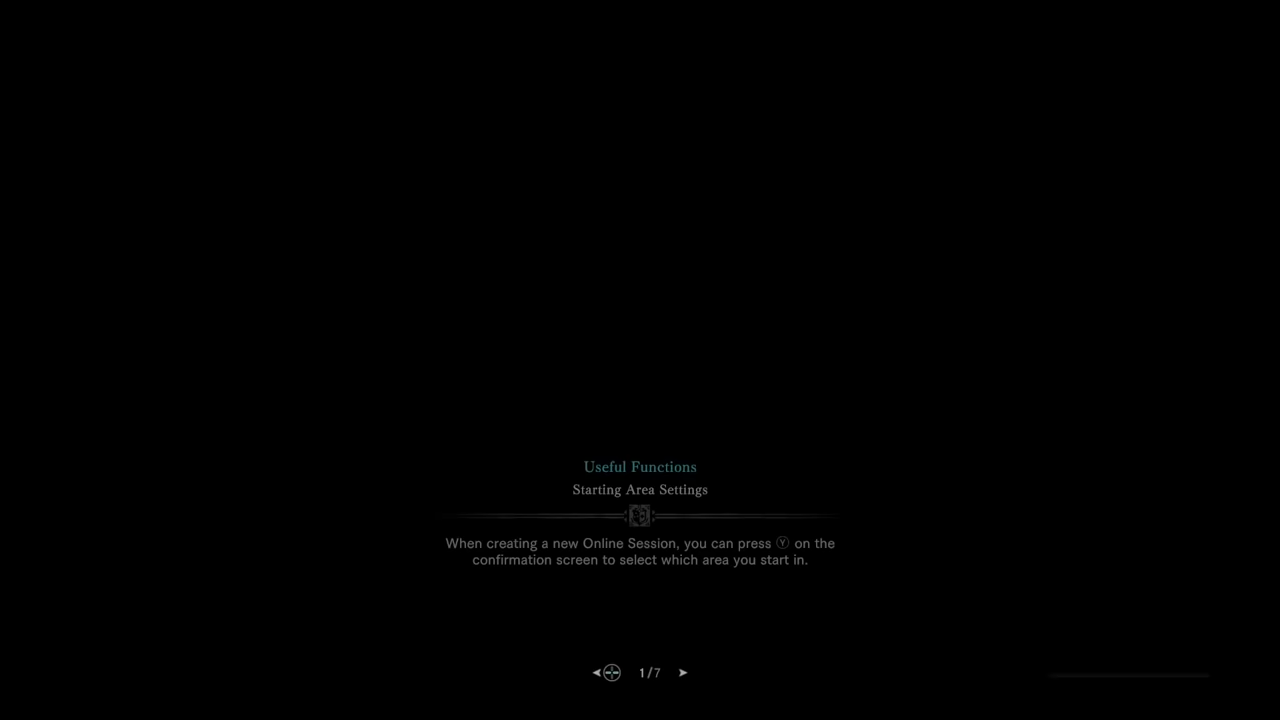 Useful Functions
Starting Area Settings
When creating a new Online Session, you can press Ⓨ on the
confirmation screen to select which area you start in.
1/7